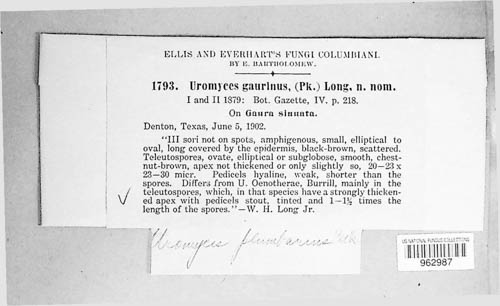 ELLIS AND EVERHART'S FUNGI COLUMBIANI.
BY E. BARTHOLOMEW.
1793. Uromyces gaurinus, (Pk.) Long, n. nom.
I and II 1879: Bot. Gazette, IV. p. 218.
On Gaura sinuata.
Denton, Texas, June 5, 1902.
"III sori not on spots, amphigenous, small, elliptical to
oval, long covered by the epidermis, black-brown, scattered.
Teleutospores, ovate, elliptical or subglobose, smooth, chest-
nut-brown, apex not thickened or only slightly so, 20–23 x
23–30 micr. Pedicels hyaline, weak, shorter than the
spores. Differs from U. Oenotherae, Burrill, mainly in the
teleutospores, which, in that species have a strongly thicken-
ed apex with pedicels stout, tinted and 1–1½ times the
length of the spores."—W. H. Long Jr.
Uromyces plumbarius Pk
US NATIONAL FUNGUS COLLECTIONS
962987